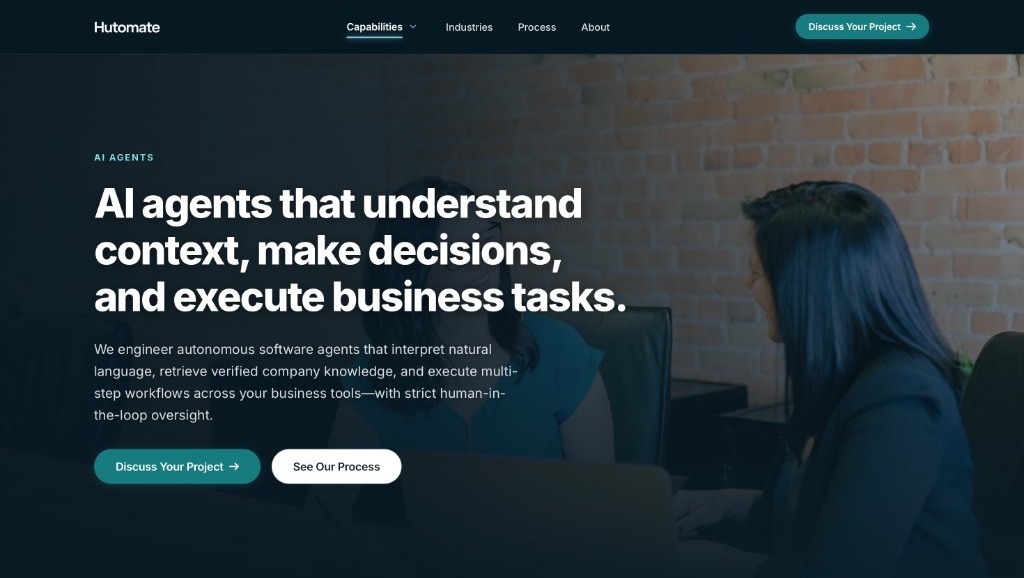 Hutomate
Capabilities
Industries
Process
About
Discuss Your Project →
AI AGENTS
AI agents that understand
context, make decisions,
and execute business tasks.
We engineer autonomous software agents that interpret natural
language, retrieve verified company knowledge, and execute multi-
step workflows across your business tools—with strict human-in-
the-loop oversight.
Discuss Your Project →
See Our Process